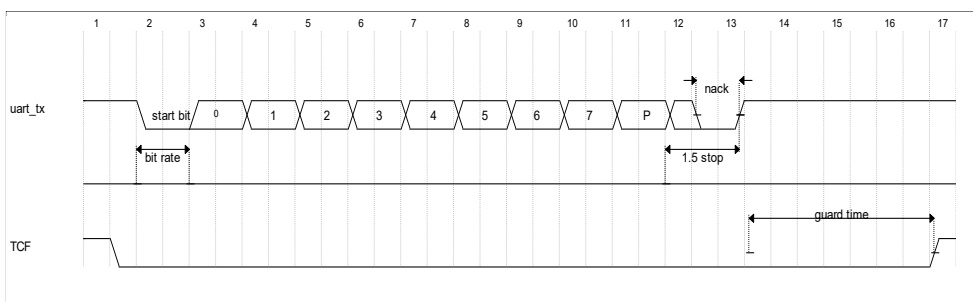 1 2 3 4 5 6 7 8 9 10 11 12 13 14 15 16 17
nack
uart_tx start bit 0 1 2 3 4 5 6 7 P
bit rate 1.5 stop
guard time
TCF